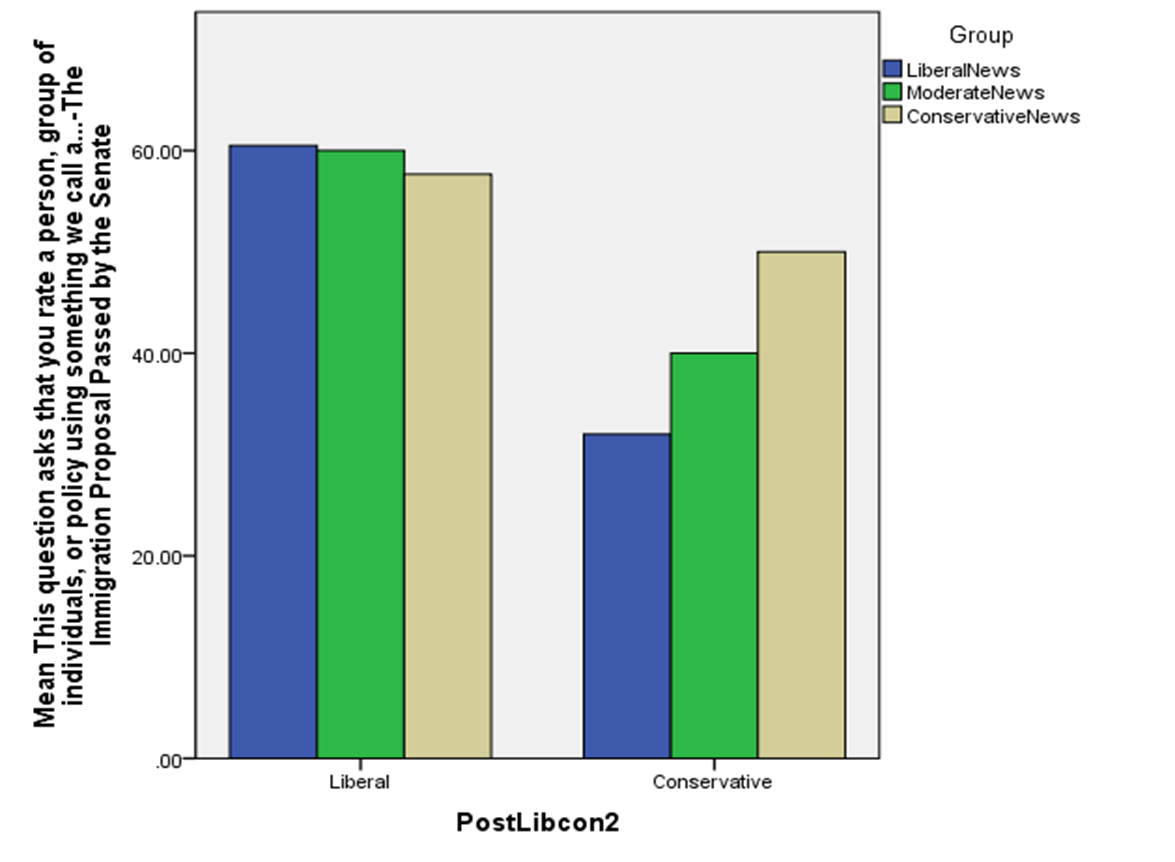 Mean This question asks that you rate a person, group of
individuals, or policy using something we call a...-The
Immigration Proposal Passed by the Senate
60.00
40.00
20.00
.00
Liberal
Conservative
PostLibcon2
Group
LiberalNews
ModerateNews
ConservativeNews